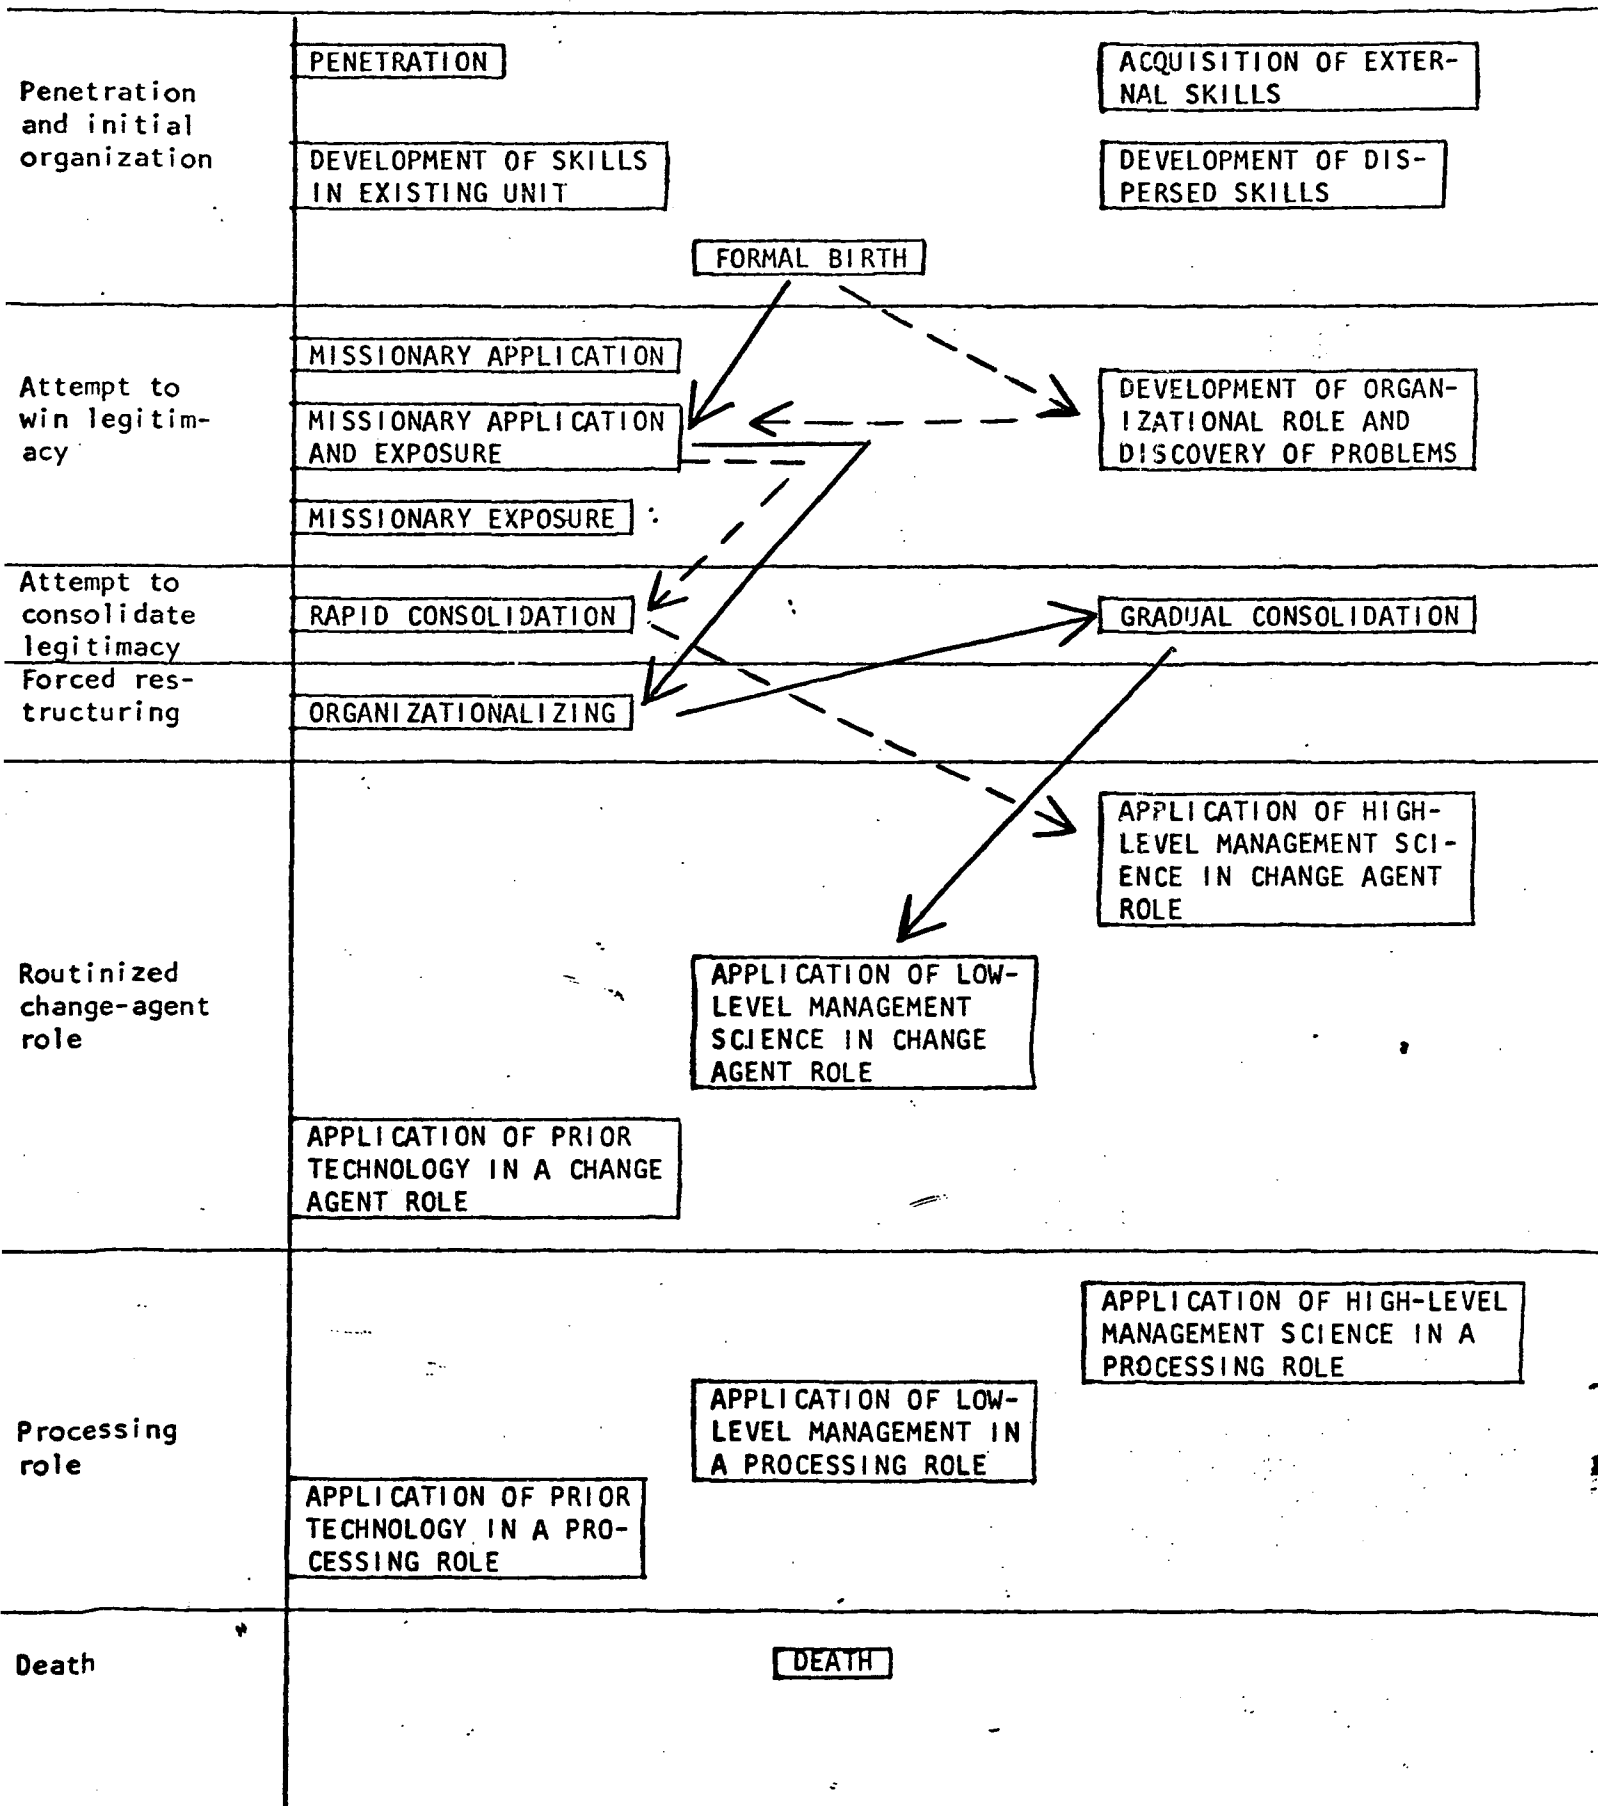 PENETRATION
ACQUISITION OF EXTER-
NAL SKILLS
Penetration
and initial
organization
DEVELOPMENT OF SKILLS
IN EXISTING UNIT
DEVELOPMENT OF DIS-
PERSED SKILLS
FORMAL BIRTH
Attempt to
win legitim-
acy
MISSIONARY APPLICATION
MISSIONARY APPLICATION
AND EXPOSURE
DEVELOPMENT OF ORGAN-
IZATIONAL ROLE AND
DISCOVERY OF PROBLEMS
MISSIONARY EXPOSURE
Attempt to
consolidate
legitimacy
RAPID CONSOLIDATION
GRADUAL CONSOLIDATION
Forced res-
tructuring
ORGANIZATIONALIZING
APPLICATION OF HIGH-
LEVEL MANAGEMENT SCI-
ENCE IN CHANGE AGENT
ROLE
Routinized
change-agent
role
APPLICATION OF LOW-
LEVEL MANAGEMENT
SCIENCE IN CHANGE
AGENT ROLE
APPLICATION OF PRIOR
TECHNOLOGY IN A CHANGE
AGENT ROLE
APPLICATION OF HIGH-LEVEL
MANAGEMENT SCIENCE IN A
PROCESSING ROLE
Processing
role
APPLICATION OF LOW-
LEVEL MANAGEMENT IN
A PROCESSING ROLE
APPLICATION OF PRIOR
TECHNOLOGY IN A PRO-
CESSING ROLE
Death
DEATH